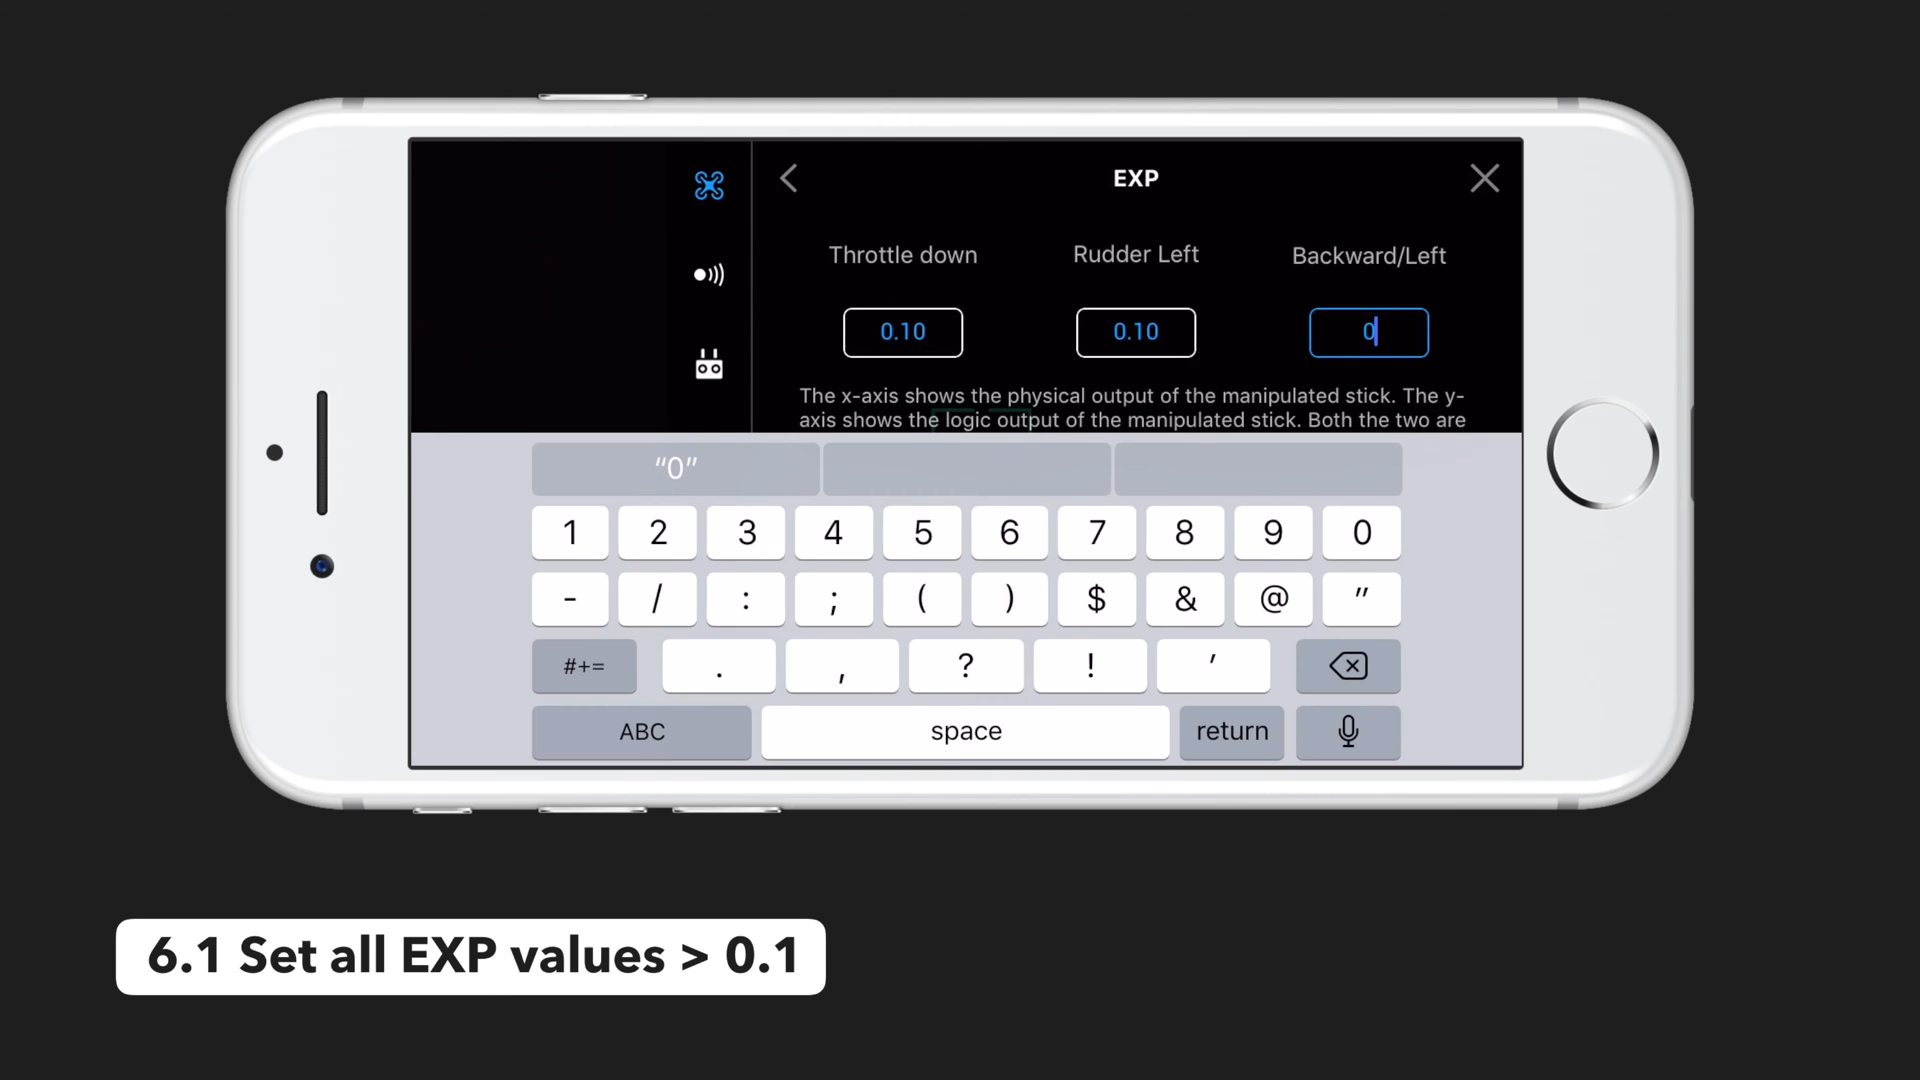 EXP
Throttle down Rudder Left Backward/Left
0.10 0.10 0
The x-axis shows the physical output of the manipulated stick. The y-
axis shows the logic output of the manipulated stick. Both the two are
“0”
1 2 3 4 5 6 7 8 9 0
- / : ; ( ) $ & @ ”
#+= . , ? ! ’
ABC space return
6.1 Set all EXP values > 0.1